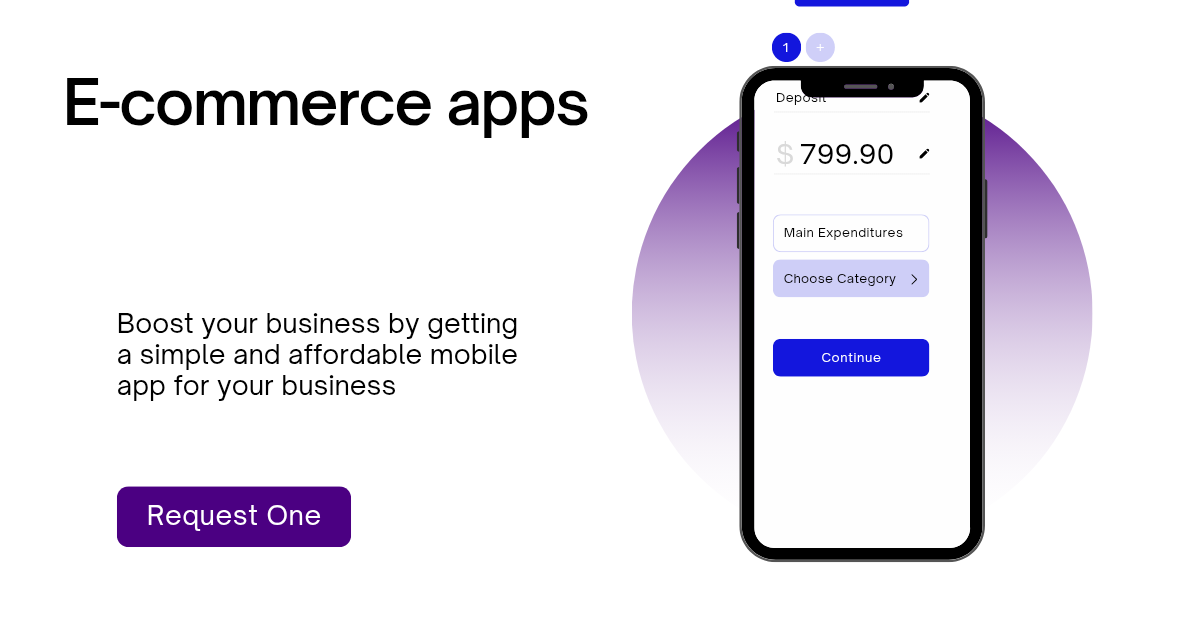 E-commerce apps
Boost your business by getting
a simple and affordable mobile
app for your business
Request One
1 +
Deposit
$ 799.90
Main Expenditures
Choose Category
Continue